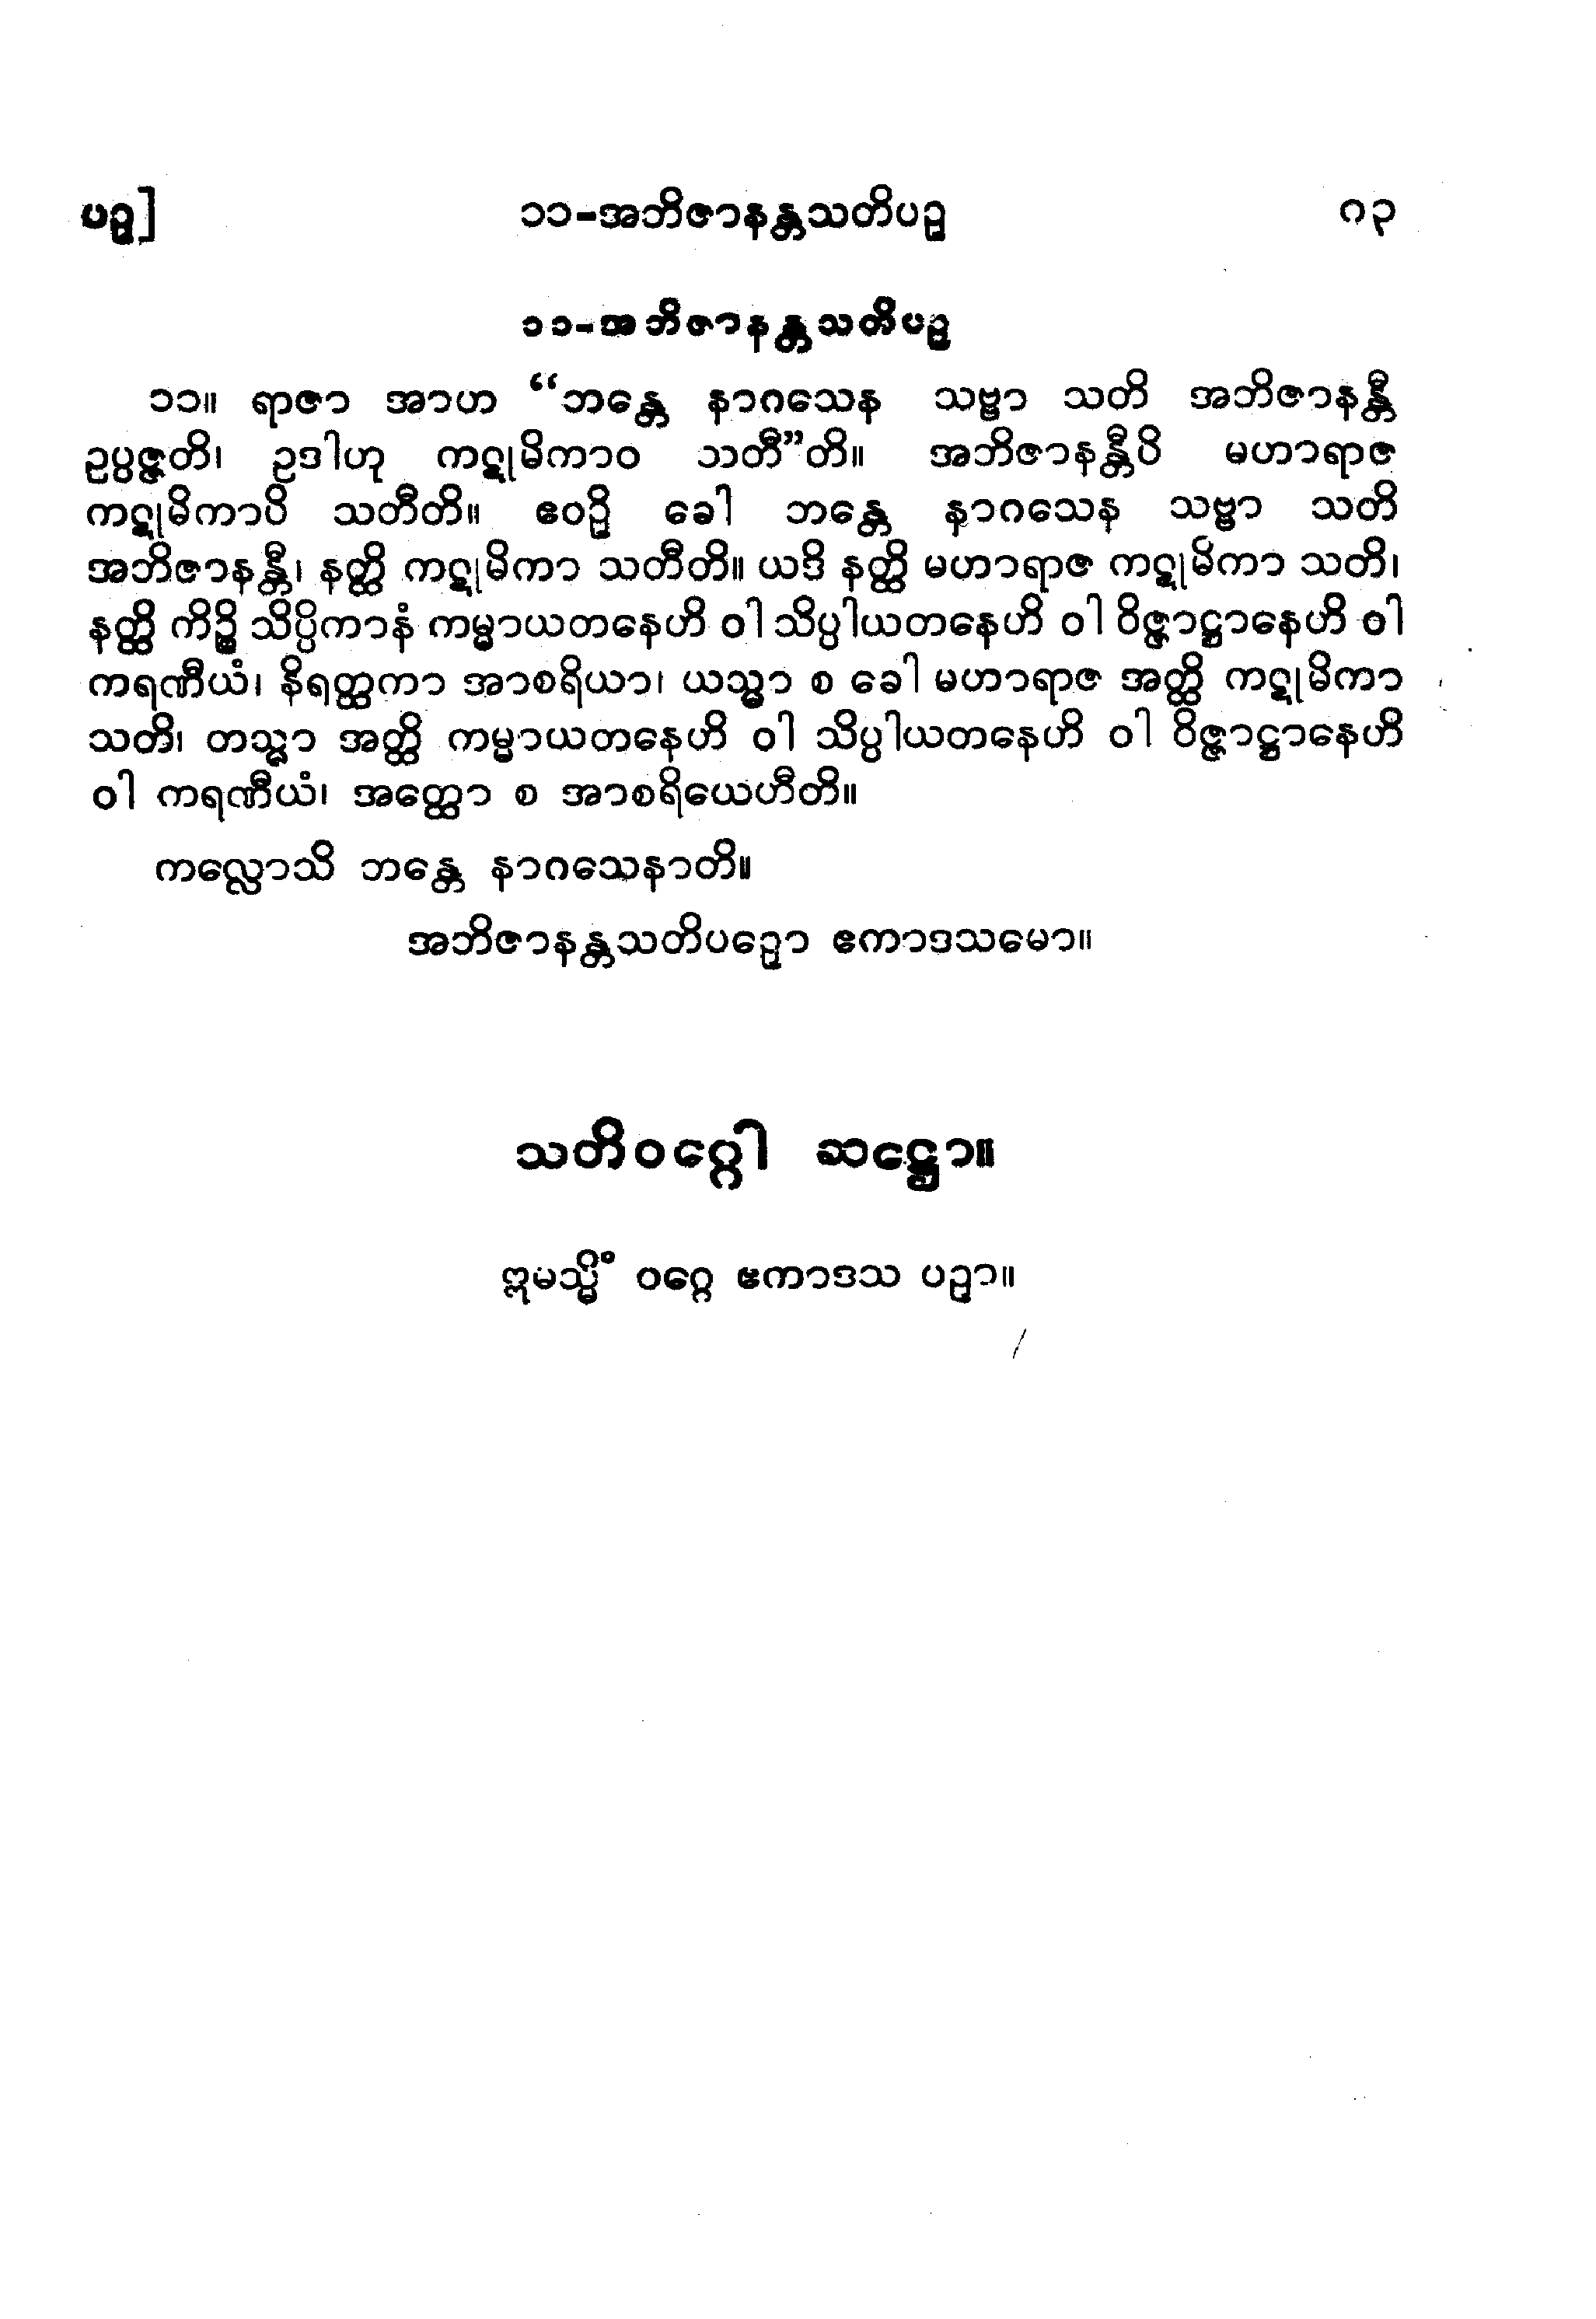 ပဉှ]
၁၁-အဘိဇာနန္တသတိပဉှ
၈၃
၁၁-အဘိဇာနန္တသတိပဉှ
၁၁။ ရာဇာ အာဟ “ဘန္တေ နာဂသေန သဗ္ဗာ သတိ အဘိဇာနန္တီ
ဥပ္ပဇ္ဇတိ၊ ဥဒါဟု ကဋုမိကာဝ သတီ”တိ။ အဘိဇာနန္တီပိ မဟာရာဇ
ကဋုမိကာပိ သတီတိ။ ဧဝဉှိ ခေါ ဘန္တေ နာဂသေန သဗ္ဗာ သတိ
အဘိဇာနန္တီ၊ နတ္ထိ ကဋုမိကာ သတီတိ။ ယဒိ နတ္ထိ မဟာရာဇ ကဋုမိကာ သတိ၊
နတ္ထိ ကိဉ္စိ သိပ္ပိကာနံ ကမ္မာယတနေဟိ ဝါ သိပ္ပါယတနေဟိ ဝါ ဝိဇ္ဇာဋ္ဌာနေဟိ ဝါ
ကရဏီယံ၊ နိရတ္ထကာ အာစရိယာ၊ ယသ္မာ စ ခေါ မဟာရာဇ အတ္ထိ ကဋုမိကာ
သတိ၊ တသ္မာ အတ္ထိ ကမ္မာယတနေဟိ ဝါ သိပ္ပါယတနေဟိ ဝါ ဝိဇ္ဇာဋ္ဌာနေဟိ
ဝါ ကရဏီယံ၊ အတ္ထော စ အာစရိယေဟီတိ။
ကလ္လောသိ ဘန္တေ နာဂသေနာတိ။
အဘိဇာနန္တသတိပဉှော ဧကာဒသမော။
သတိဝဂ္ဂေါ ဆဋ္ဌော။
ဣမသ္မိံ ဝဂ္ဂေ ဧကာဒသ ပဉှာ။